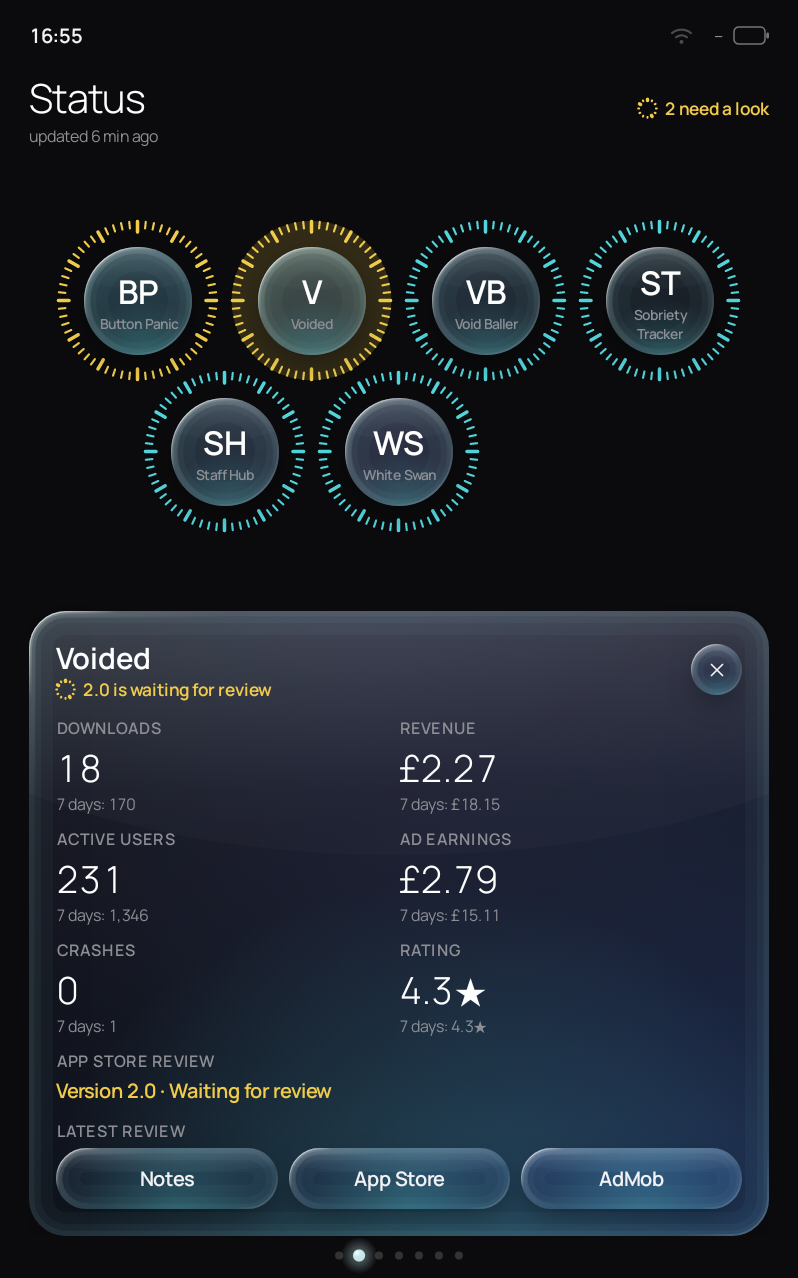 16:55
Status
2 need a look
updated 6 min ago
BP
Button Panic
V
Voided
VB
Void Baller
ST
Sobriety
Tracker
SH
Staff Hub
WS
White Swan
Voided
2.0 is waiting for review
DOWNLOADS
18
7 days: 170
REVENUE
£2.27
7 days: £18.15
ACTIVE USERS
231
7 days: 1,346
AD EARNINGS
£2.79
7 days: £15.11
CRASHES
0
7 days: 1
RATING
4.3★
7 days: 4.3★
APP STORE REVIEW
Version 2.0 · Waiting for review
LATEST REVIEW
Notes
App Store
AdMob